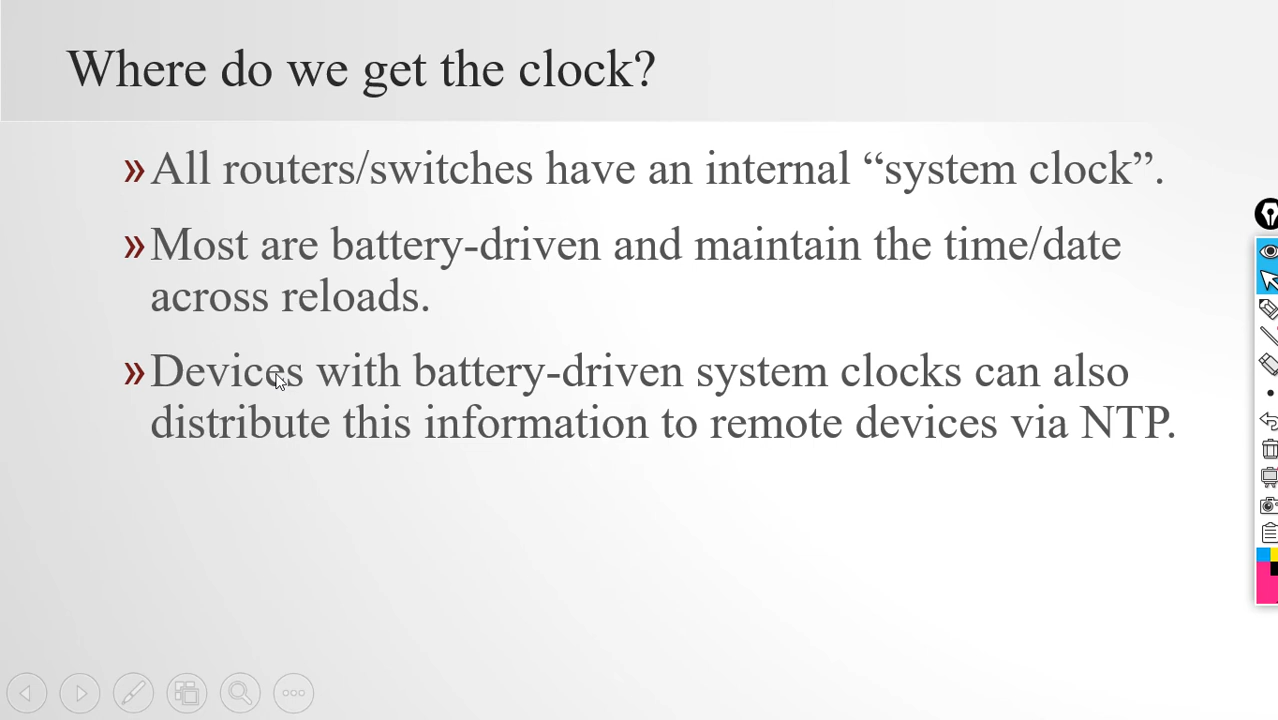 Where do we get the clock?
»All routers/switches have an internal “system clock”.
»Most are battery-driven and maintain the time/date
across reloads.
»Devices with battery-driven system clocks can also
distribute this information to remote devices via NTP.